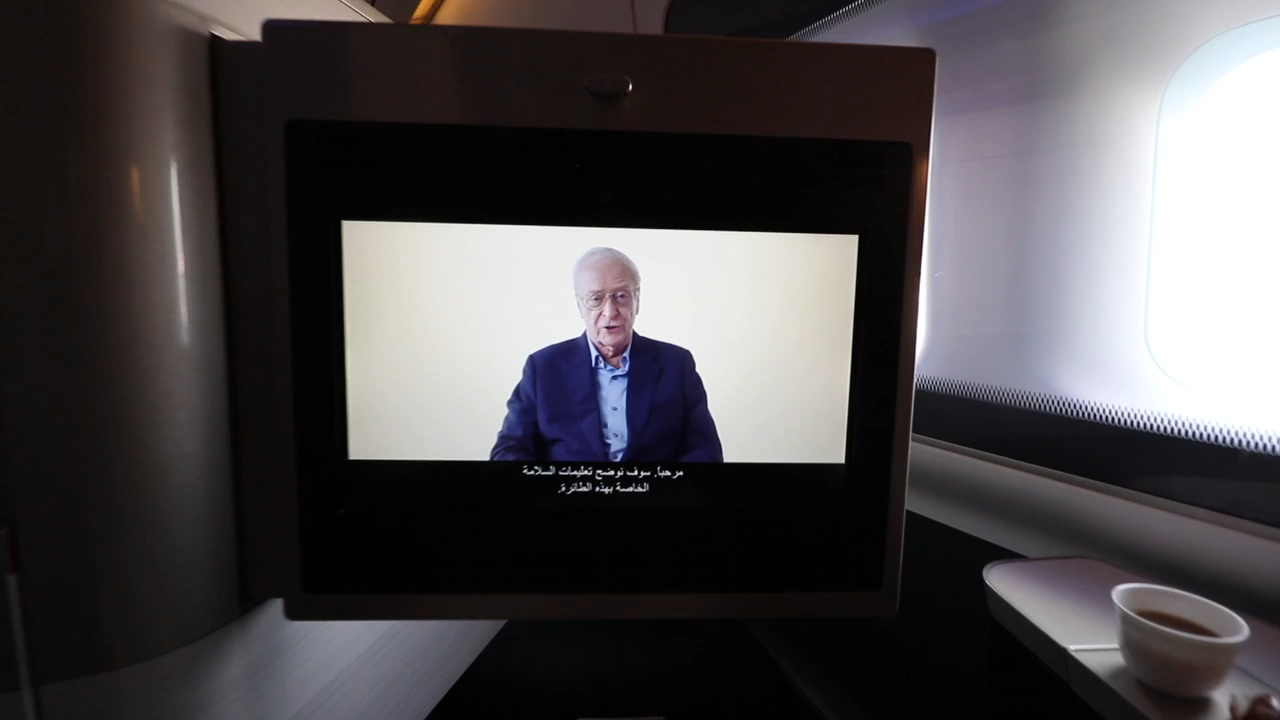 مرحبا. سوف نوضح تعليمات السلامة
الخاصة بهذه الطائرة.